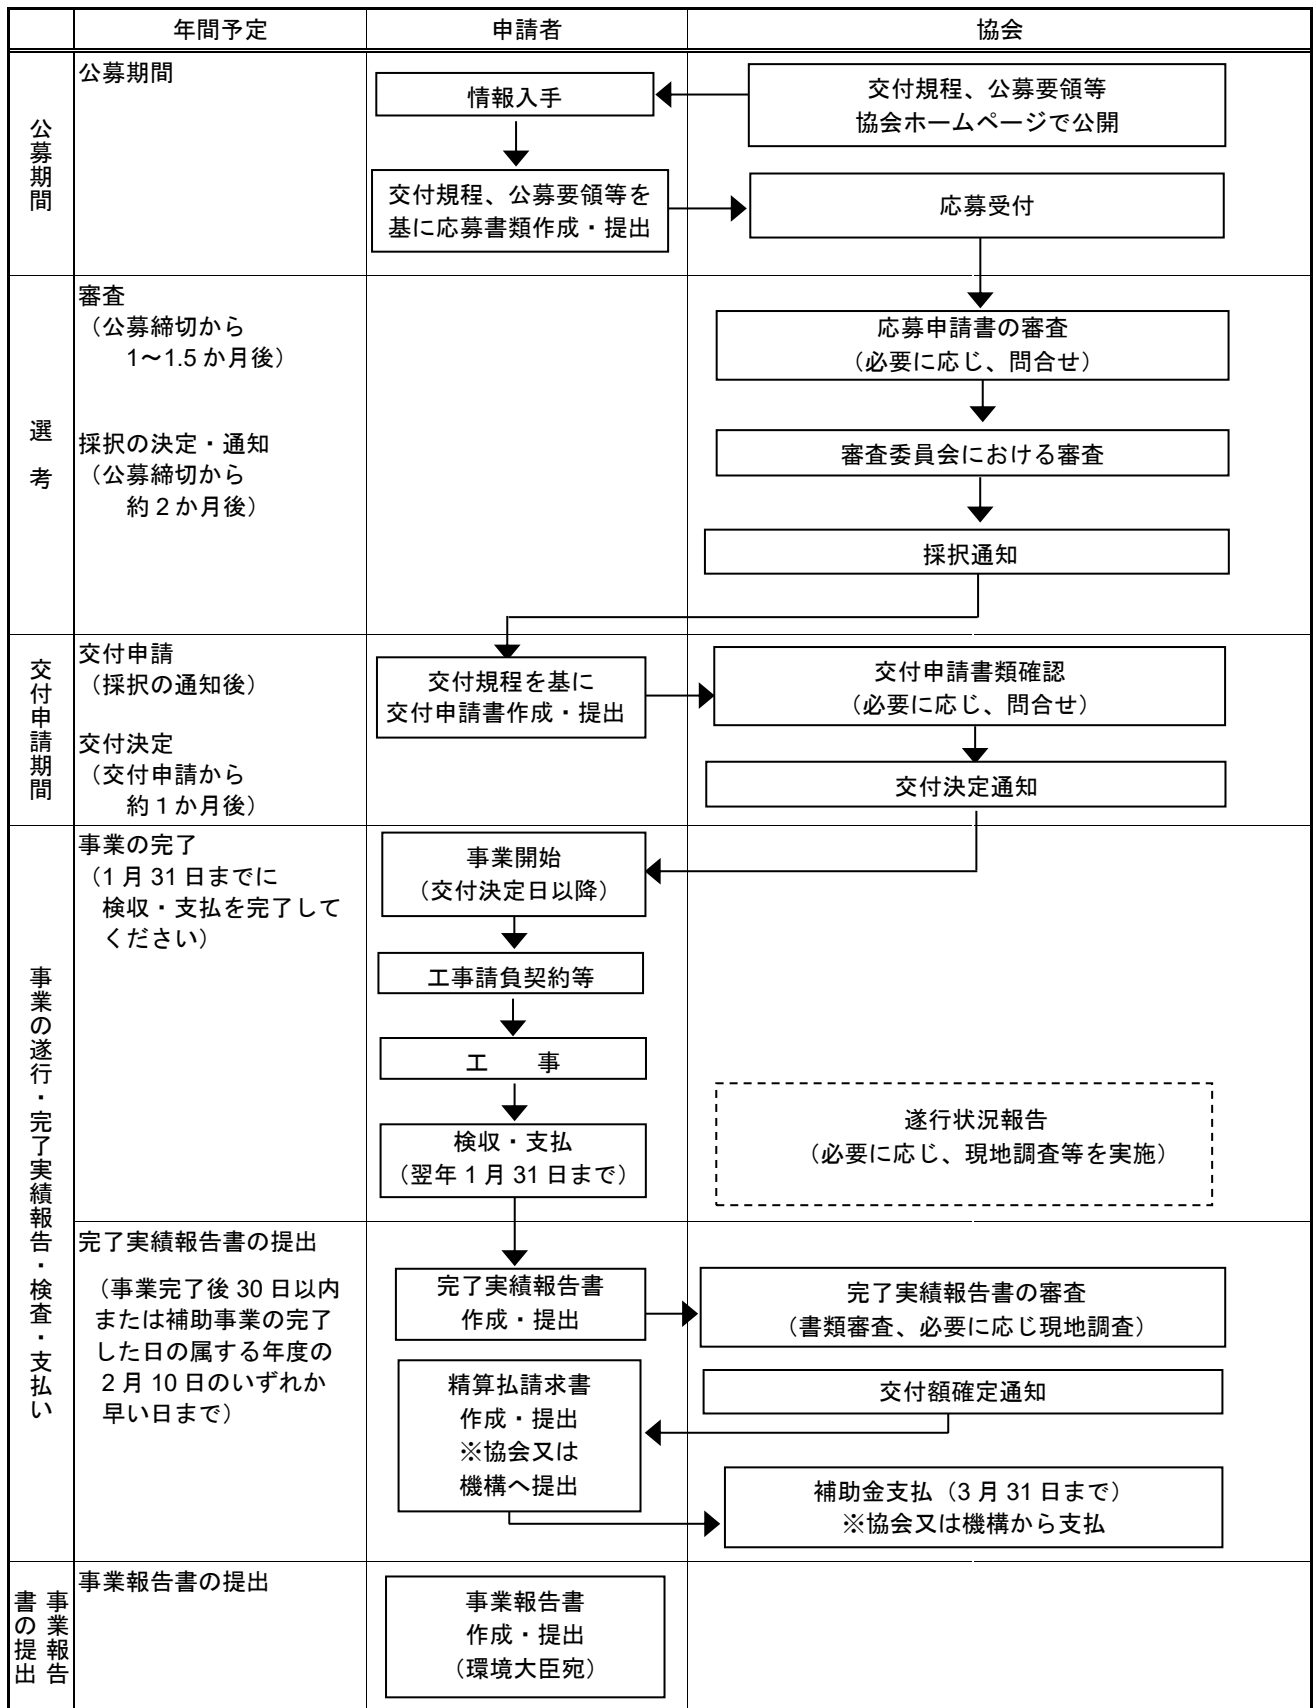 年間予定
申請者
協会
公募期間
公募期間
情報入手
交付規程、公募要領等
協会ホームページで公開
交付規程、公募要領等を
基に応募書類作成・提出
応募受付
選考
審査
（公募締切から
1～1.5 か月後）
採択の決定・通知
（公募締切から
約 2 か月後）
応募申請書の審査
（必要に応じ、問合せ）
審査委員会における審査
採択通知
交付申請期間
交付申請
（採択の通知後）
交付決定
（交付申請から
約 1 か月後）
交付規程を基に
交付申請書作成・提出
交付申請書類確認
（必要に応じ、問合せ）
交付決定通知
事業の遂行・完了実績報告・検査・支払い
事業の完了
（1 月 31 日までに
検収・支払を完了して
ください）
事業開始
（交付決定日以降）
工事請負契約等
工　事
検収・支払
（翌年 1 月 31 日まで）
遂行状況報告
（必要に応じ、現地調査等を実施）
完了実績報告書の提出
（事業完了後 30 日以内
または補助事業の完了
した日の属する年度の
2 月 10 日のいずれか
早い日まで）
完了実績報告書
作成・提出
完了実績報告書の審査
（書類審査、必要に応じ現地調査）
交付額確定通知
精算払請求書
作成・提出
※協会又は
機構へ提出
補助金支払（3 月 31 日まで）
※協会又は機構から支払
事業報告
書の提出
事業報告書の提出
事業報告書
作成・提出
（環境大臣宛）